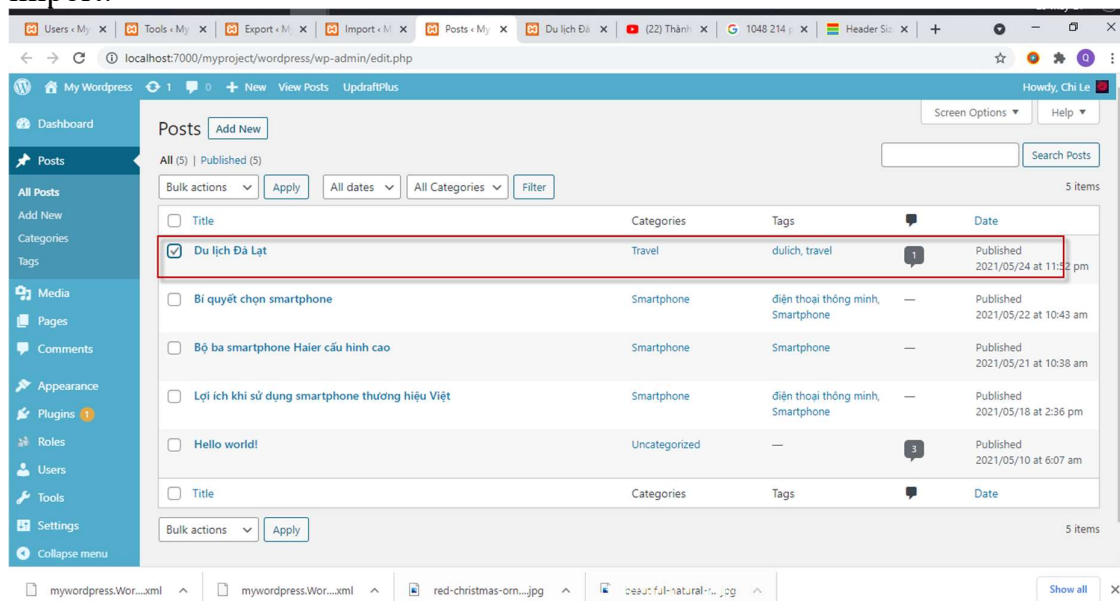 Users ‹ My
Tools ‹ My
Export ‹ M
Import ‹ M
Posts ‹ My
Du lịch Đà
(22) Thành
1048 214 p
Header Siz
localhost:7000/myproject/wordpress/wp-admin/edit.php
Q
My Wordpress 1 0 + New View Posts UpdraftPlus Howdy, Chi Le
Dashboard
Posts
All Posts
Add New
Categories
Tags
Media
Pages
Comments
Appearance
Plugins 1
Roles
Users
Tools
Settings
Collapse menu
Screen Options Help
Posts Add New
All (5) | Published (5)
Search Posts
Bulk actions Apply All dates All Categories Filter 5 items
Title Categories Tags Date
Du lịch Đà Lạt Travel dulich, travel 1 Published
2021/05/24 at 11:52 pm
Bí quyết chọn smartphone Smartphone điện thoại thông minh, — Published
Smartphone 2021/05/22 at 10:43 am
Bộ ba smartphone Haier cấu hình cao Smartphone Smartphone — Published
2021/05/21 at 10:38 am
Lợi ích khi sử dụng smartphone thương hiệu Việt Smartphone điện thoại thông minh, — Published
Smartphone 2021/05/18 at 2:36 pm
Hello world! Uncategorized — 3 Published
2021/05/10 at 6:07 am
Title Categories Tags Date
Bulk actions Apply 5 items
mywordpress.Wor....xml
mywordpress.Wor....xml
red-christmas-orn....jpg
Show all